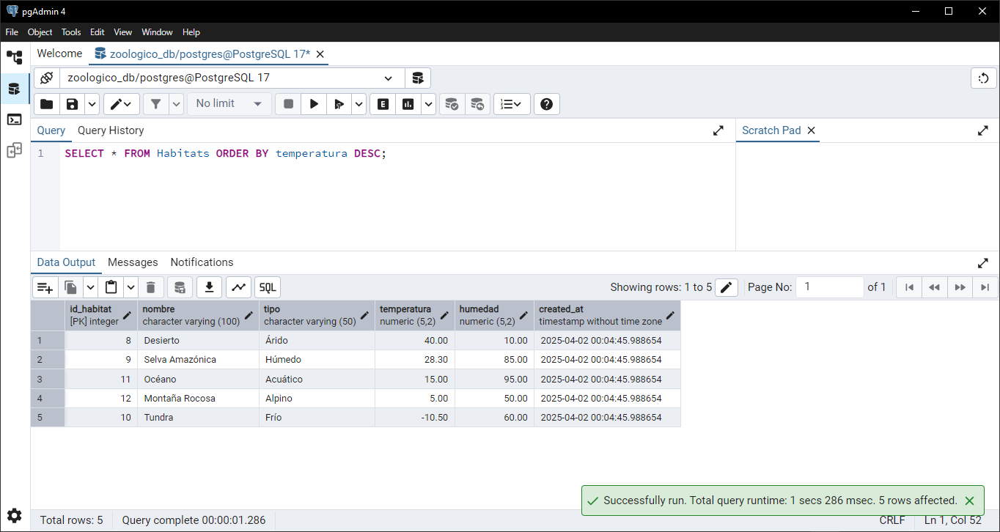 pgAdmin 4
File Object Tools Edit View Window Help
Welcome zoologico_db/postgres@PostgreSQL 17*
zoologico_db/postgres@PostgreSQL 17
No limit
E
Query Query History Scratch Pad
1 SELECT * FROM Habitats ORDER BY temperatura DESC;
Data Output Messages Notifications
SQL Showing rows: 1 to 5 Page No: 1 of 1
id_habitat nombre tipo temperatura humedad created_at
[PK] integer character varying (100) character varying (50) numeric (5,2) numeric (5,2) timestamp without time zone
1 8 Desierto Árido 40.00 10.00 2025-04-02 00:04:45.988654
2 9 Selva Amazónica Húmedo 28.30 85.00 2025-04-02 00:04:45.988654
3 11 Océano Acuático 15.00 95.00 2025-04-02 00:04:45.988654
4 12 Montaña Rocosa Alpino 5.00 50.00 2025-04-02 00:04:45.988654
5 10 Tundra Frío -10.50 60.00 2025-04-02 00:04:45.988654
Successfully run. Total query runtime: 1 secs 286 msec. 5 rows affected.
Total rows: 5 Query complete 00:00:01.286 CRLF Ln 1, Col 52